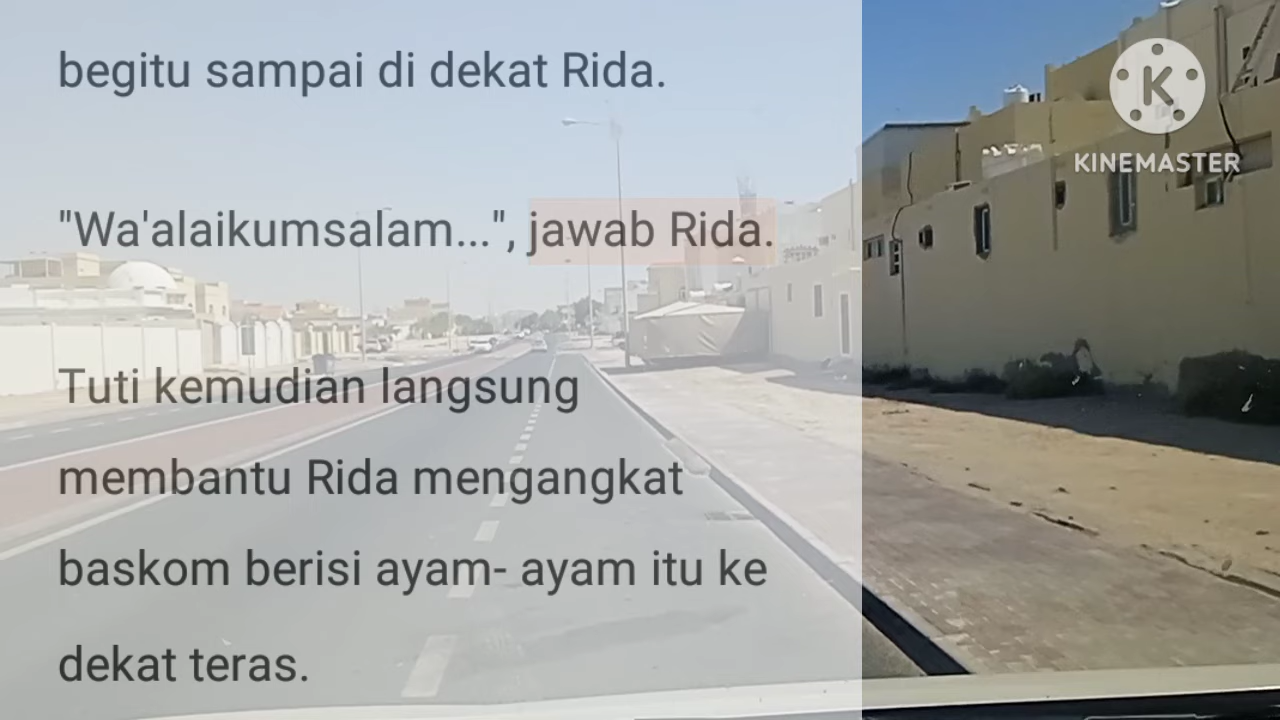 begitu sampai di dekat Rida.
"Wa'alaikumsalam...", jawab Rida.
Tuti kemudian langsung
membantu Rida mengangkat
baskom berisi ayam- ayam itu ke
dekat teras.
K
KINEMASTER